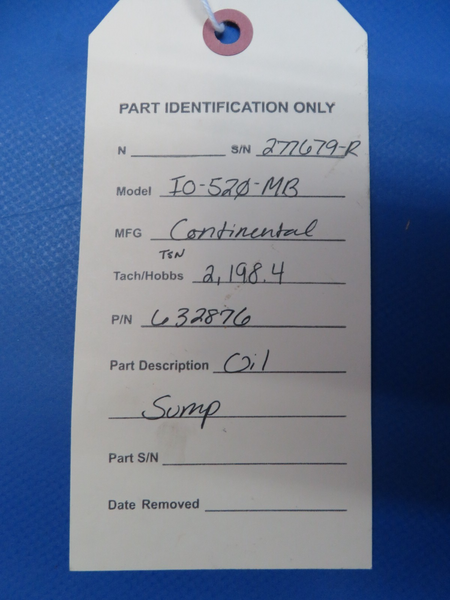 PART IDENTIFICATION ONLY
N S/N 277679-R
Model IO-520-MB
MFG Continental
TSN
Tach/Hobbs 2,198.4
P/N 632876
Part Description Oil
Sump
Part S/N
Date Removed